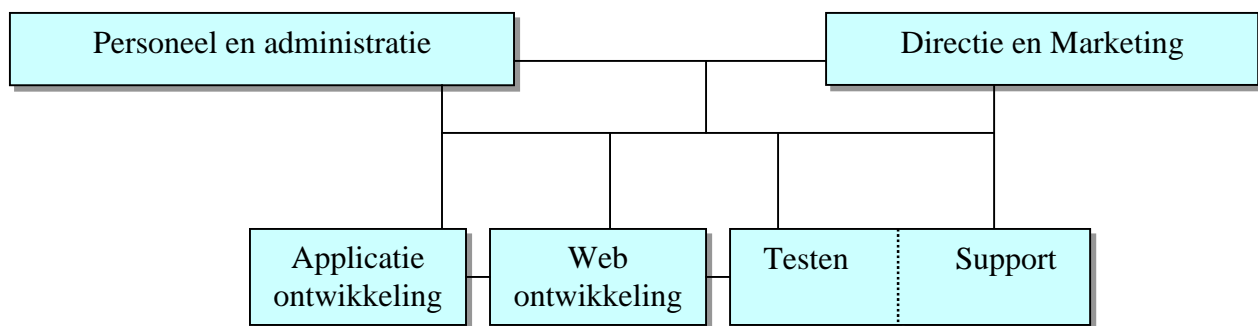 Personeel en administratie
Directie en Marketing
Applicatie
ontwikkeling
Web
ontwikkeling
Testen
Support